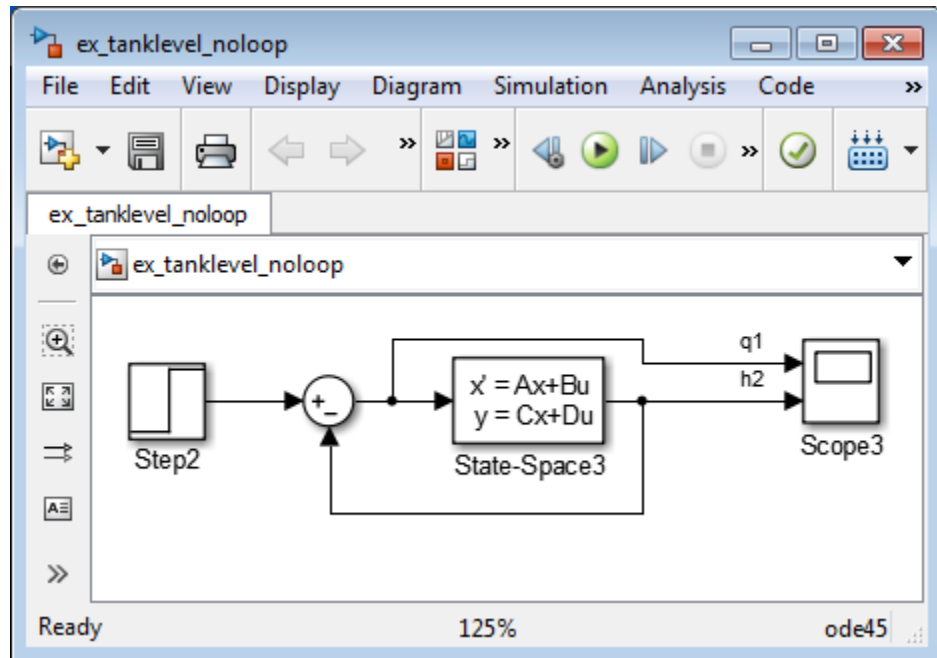 ex_tanklevel_noloop
File Edit View Display Diagram Simulation Analysis Code »
» »  »
ex_tanklevel_noloop
ex_tanklevel_noloop
q1
h2
+
-
x' = Ax+Bu
y = Cx+Du
Step2
State-Space3
Scope3
A
»
Ready 125% ode45